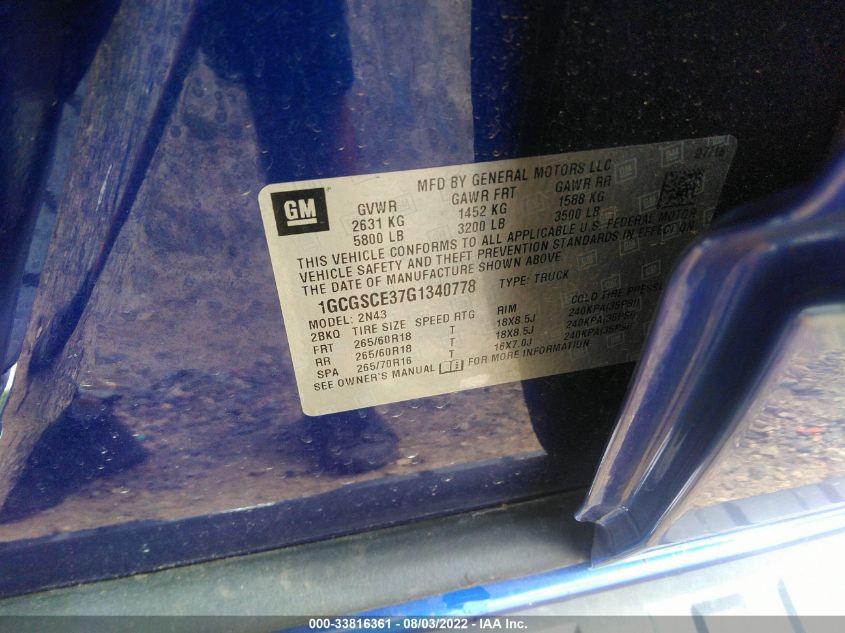 07/16
MFD BY GENERAL MOTORS LLC
GM
GVWR GAWR FRT GAWR RR
2631 KG 1452 KG 1588 KG
5800 LB 3200 LB 3500 LB
THIS VEHICLE CONFORMS TO ALL APPLICABLE U.S. FEDERAL MOTOR
VEHICLE SAFETY AND THEFT PREVENTION STANDARDS IN EFFECT ON
THE DATE OF MANUFACTURE SHOWN ABOVE.
1GCGSCE37G1340778 TYPE: TRUCK
MODEL: 2N43
2BKQ TIRE SIZE SPEED RTG RIM COLD TIRE PRESSU
FRT 265/60R18 T 18X8.5J 240KPA(35PSI)
RR 265/60R18 T 18X8.5J 240KPA(35PSI)
SPA 265/70R16 T 16X7.0J 240KPA(35PSI)
SEE OWNER'S MANUAL FOR MORE INFORMATION
000-33816361 - 08/03/2022 - IAA Inc.